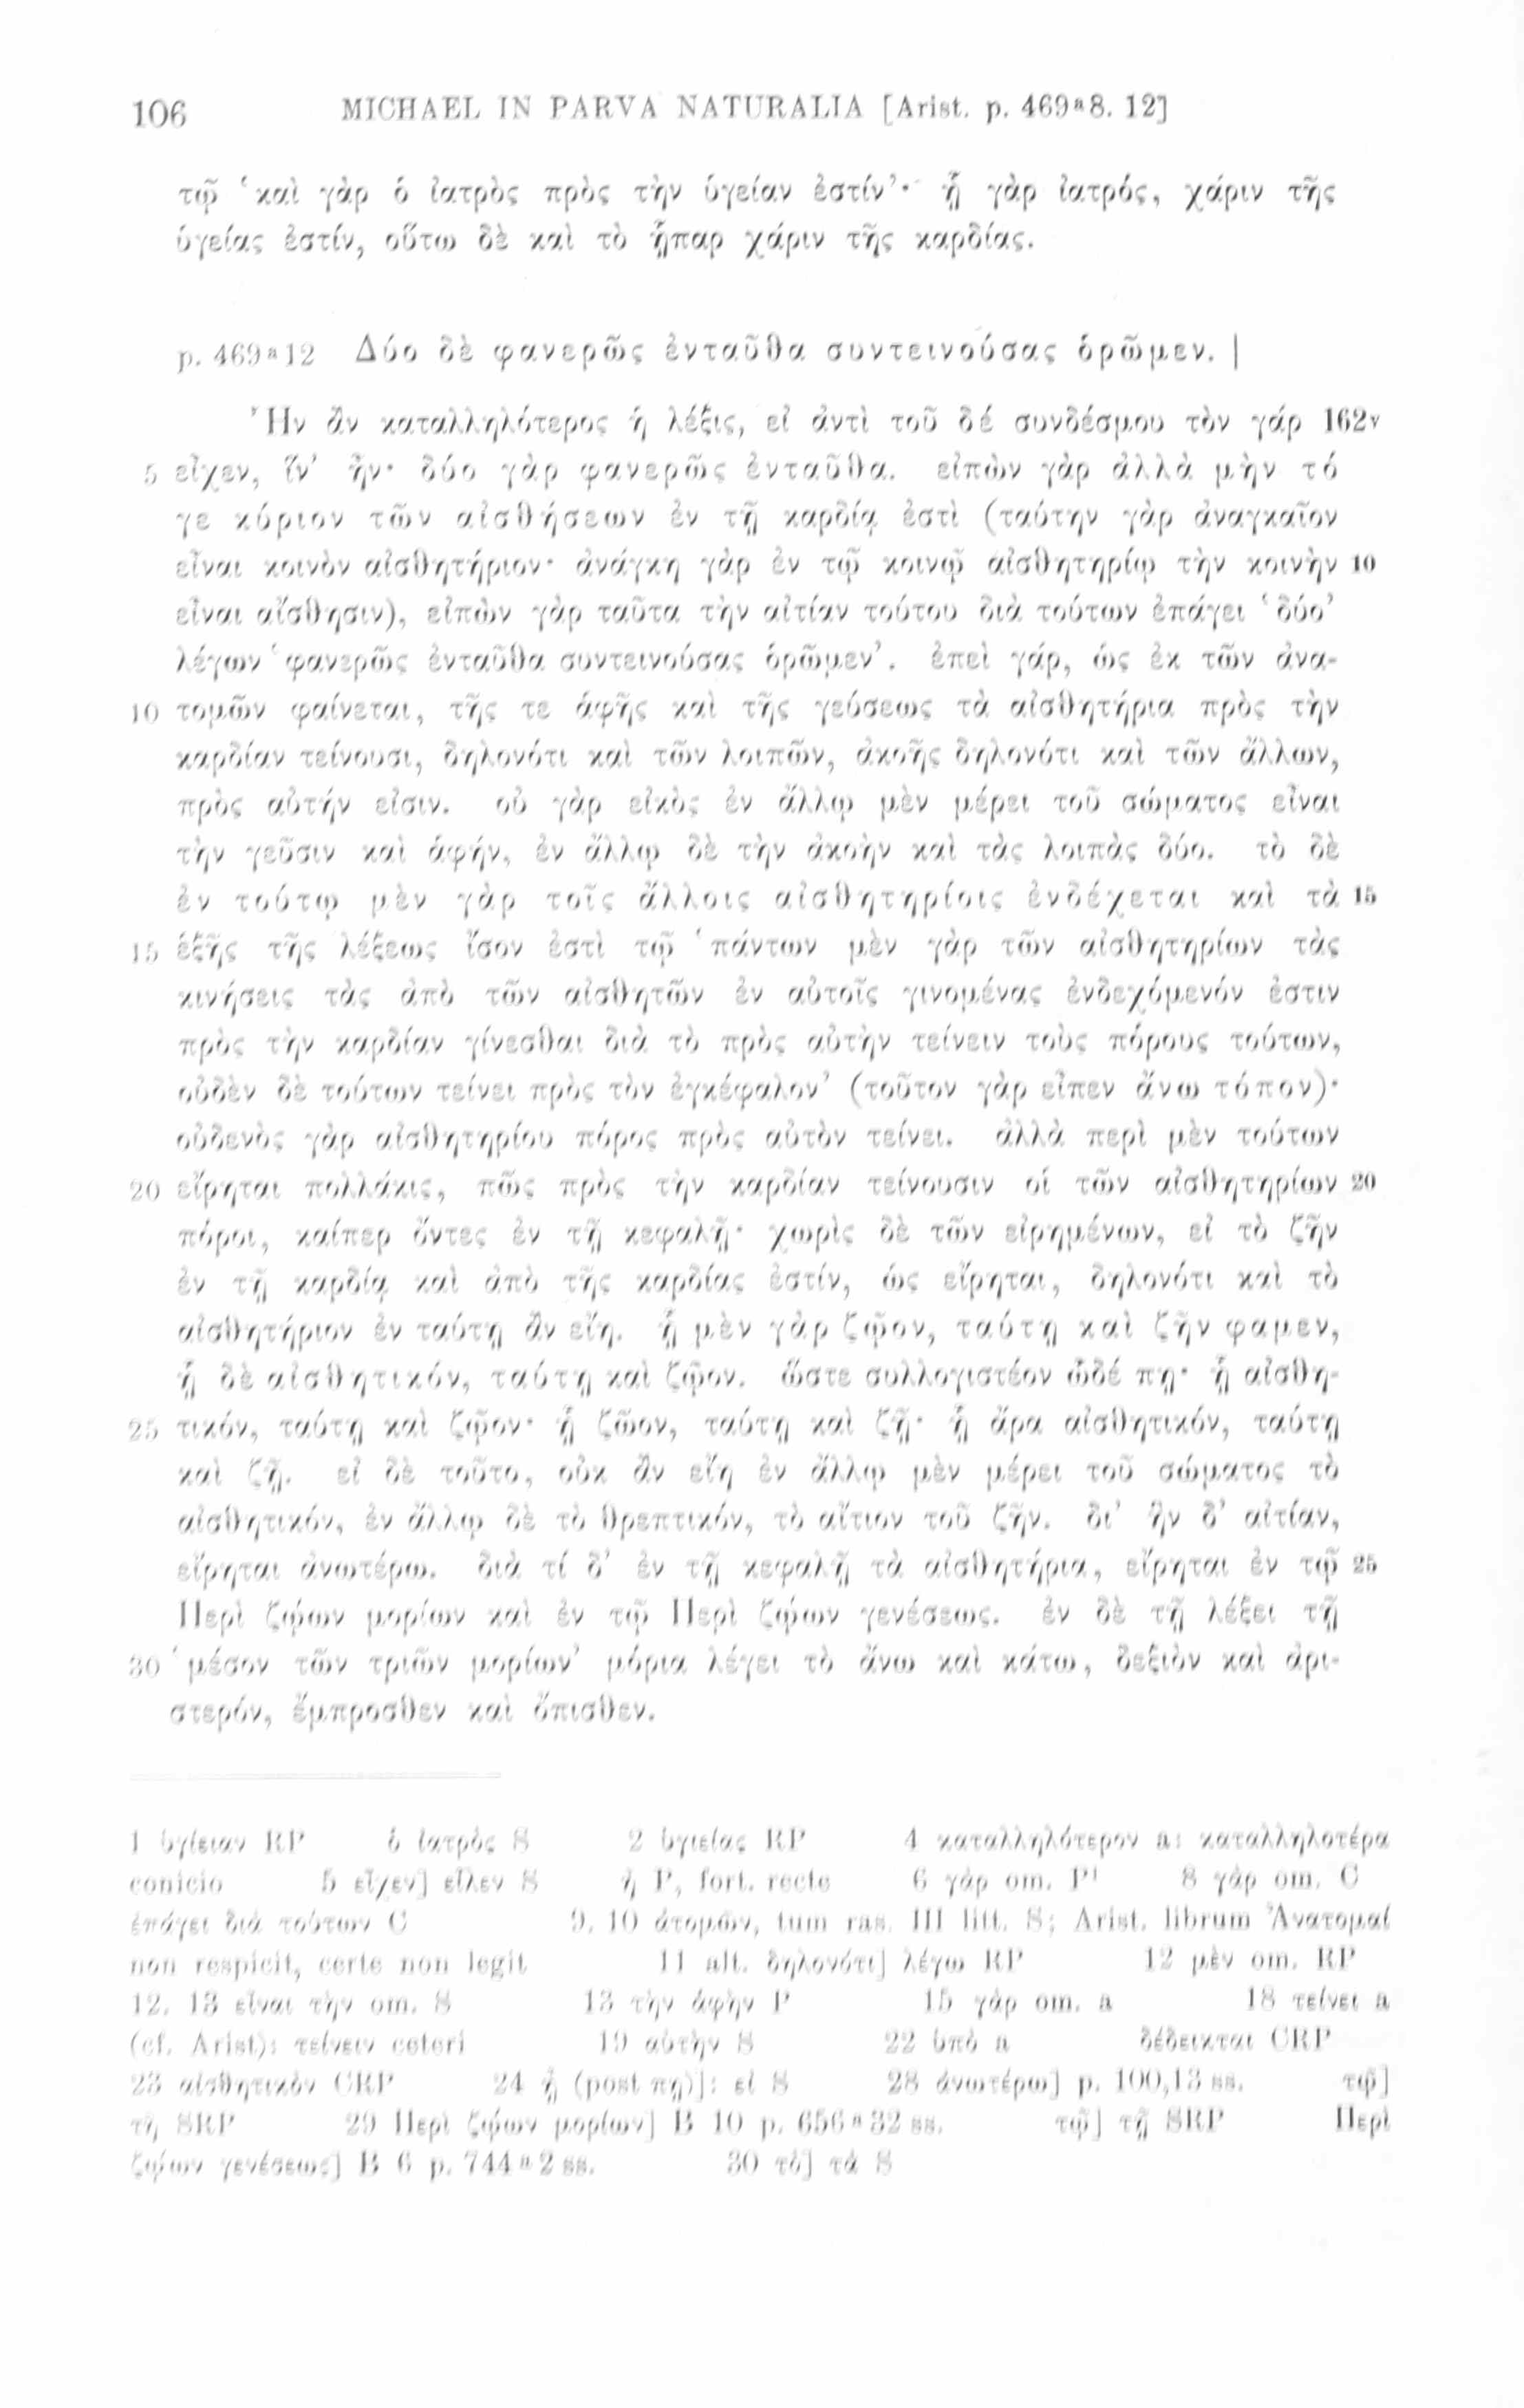 106 MICHAEL IN PARVA NATURALIA [Arist. p. 469ᵃ8. 12]
τῷ ‘καὶ γὰρ ὁ ἰατρὸς πρὸς τὴν ὑγείαν ἐστίν’· ᾗ γὰρ ἰατρός, χάριν τῆς
ὑγείας ἐστίν, οὕτω δὲ καὶ τὸ ἧπαρ χάριν τῆς καρδίας.
p. 469ᵃ12 Δύο δὲ φανερῶς ἐνταῦθα συντεινούσας ὁρῶμεν. |
Ἦν ἂν καταλληλότερος ἡ λέξις, εἰ ἀντὶ τοῦ δέ συνδέσμου τὸν γάρ 162ᵛ
5 εἶχεν, ἵν’ ἦν· δύο γὰρ φανερῶς ἐνταῦθα. εἰπὼν γὰρ ἀλλὰ μὴν τό
γε κύριον τῶν αἰσθήσεων ἐν τῇ καρδίᾳ ἐστὶ (ταύτην γὰρ ἀναγκαῖον
εἶναι κοινὸν αἰσθητήριον· ἀνάγκη γὰρ ἐν τῷ κοινῷ αἰσθητηρίῳ τὴν κοινὴν 10
εἶναι αἴσθησιν), εἰπὼν γὰρ ταῦτα τὴν αἰτίαν τούτου διὰ τούτων ἐπάγει ‘δύο’
λέγων ‘φανερῶς ἐνταῦθα συντεινούσας ὁρῶμεν’. ἐπεὶ γάρ, ὡς ἐκ τῶν ἀνα-
10 τομῶν φαίνεται, τῆς τε ἁφῆς καὶ τῆς γεύσεως τὰ αἰσθητήρια πρὸς τὴν
καρδίαν τείνουσι, δηλονότι καὶ τῶν λοιπῶν, ἀκοῆς δηλονότι καὶ τῶν ἄλλων,
πρὸς αὐτήν εἰσιν. οὐ γὰρ εἰκὸς ἐν ἄλλῳ μὲν μέρει τοῦ σώματος εἶναι
τὴν γεῦσιν καὶ ἁφήν, ἐν ἄλλῳ δὲ τὴν ἀκοὴν καὶ τὰς λοιπὰς δύο. τὸ δὲ
ἐν τούτῳ μὲν γὰρ τοῖς ἄλλοις αἰσθητηρίοις ἐνδέχεται καὶ τὰ 15
15 ἑξῆς τῆς λέξεως ἴσον ἐστὶ τῷ ‘πάντων μὲν γὰρ τῶν αἰσθητηρίων τὰς
κινήσεις τὰς ἀπὸ τῶν αἰσθητῶν ἐν αὐτοῖς γινομένας ἐνδεχόμενόν ἐστιν
πρὸς τὴν καρδίαν γίνεσθαι διὰ τὸ πρὸς αὐτὴν τείνειν τοὺς πόρους τούτων,
οὐδὲν δὲ τούτων τείνει πρὸς τὸν ἐγκέφαλον’ (τοῦτον γὰρ εἶπεν ἄνω τόπον)·
οὐδενὸς γὰρ αἰσθητηρίου πόρος πρὸς αὐτὸν τείνει. ἀλλὰ περὶ μὲν τούτων
20 εἴρηται πολλάκις, πῶς πρὸς τὴν καρδίαν τείνουσιν οἱ τῶν αἰσθητηρίων 20
πόροι, καίπερ ὄντες ἐν τῇ κεφαλῇ· χωρὶς δὲ τῶν εἰρημένων, εἰ τὸ ζῆν
ἐν τῇ καρδίᾳ καὶ ἀπὸ τῆς καρδίας ἐστίν, ὡς εἴρηται, δηλονότι καὶ τὸ
αἰσθητήριον ἐν ταύτῃ ἂν εἴη. ᾗ μὲν γὰρ ζῷον, ταύτῃ καὶ ζῆν φαμεν,
ᾗ δὲ αἰσθητικόν, ταύτῃ καὶ ζῷον. ὥστε συλλογιστέον ὧδέ πῃ· ᾗ αἰσθη-
25 τικόν, ταύτῃ καὶ ζῷον· ᾗ ζῶον, ταύτῃ καὶ ζῇ· ᾗ ἄρα αἰσθητικόν, ταύτῃ
καὶ ζῇ. εἰ δὲ τοῦτο, οὐκ ἂν εἴη ἐν ἄλλῳ μὲν μέρει τοῦ σώματος τὸ
αἰσθητικόν, ἐν ἄλλῳ δὲ τὸ θρεπτικόν, τὸ αἴτιον τοῦ ζῆν. δι’ ἣν δ’ αἰτίαν,
εἴρηται ἀνωτέρω. διὰ τί δ’ ἐν τῇ κεφαλῇ τὰ αἰσθητήρια, εἴρηται ἐν τῷ 25
Περὶ ζῴων μορίων καὶ ἐν τῷ Περὶ ζῴων γενέσεως. ἐν δὲ τῇ λέξει τῇ
30 ‘μέσον τῶν τριῶν μορίων’ μόρια λέγει τὸ ἄνω καὶ κάτω, δεξιὸν καὶ ἀρι-
στερόν, ἔμπροσθεν καὶ ὄπισθεν.
1 ὑγίειαν RP ὁ ἰατρὸς S 2 ὑγιείας RP 4 καταλληλότερον a: καταλληλοτέρα
conicio 5 εἶχεν] εἷλεν S ἡ P, fort. recte 6 γὰρ om. P¹ 8 γὰρ om. C
ἐπάγει διὰ τούτων C 9. 10 ἀτομῶν, tum ras. III litt. S; Arist. librum Ἀνατομαί
non respicit, certe non legit 11 alt. δηλονότι] λέγω RP 12 μὲν om. RP
12. 13 εἶναι τὴν om. S 13 τὴν ἁφὴν P 15 γὰρ om. a 18 τείνει a
(cf. Arist): τείνειν ceteri 19 αὐτὴν S 22 ὑπὸ a δέδεικται CRP
23 αἰσθητικὸν CRP 24 ᾗ (post πῃ)]: εἰ S 28 ἀνωτέρω] p. 100,13 ss. τῷ]
τῇ SRP 29 Περὶ ζῴων μορίων] B 10 p. 656ᵃ32 ss. τῷ] τῇ SRP Περὶ
ζῴων γενέσεως] B 6 p. 744ᵃ2 ss. 30 τὸ] τὰ S